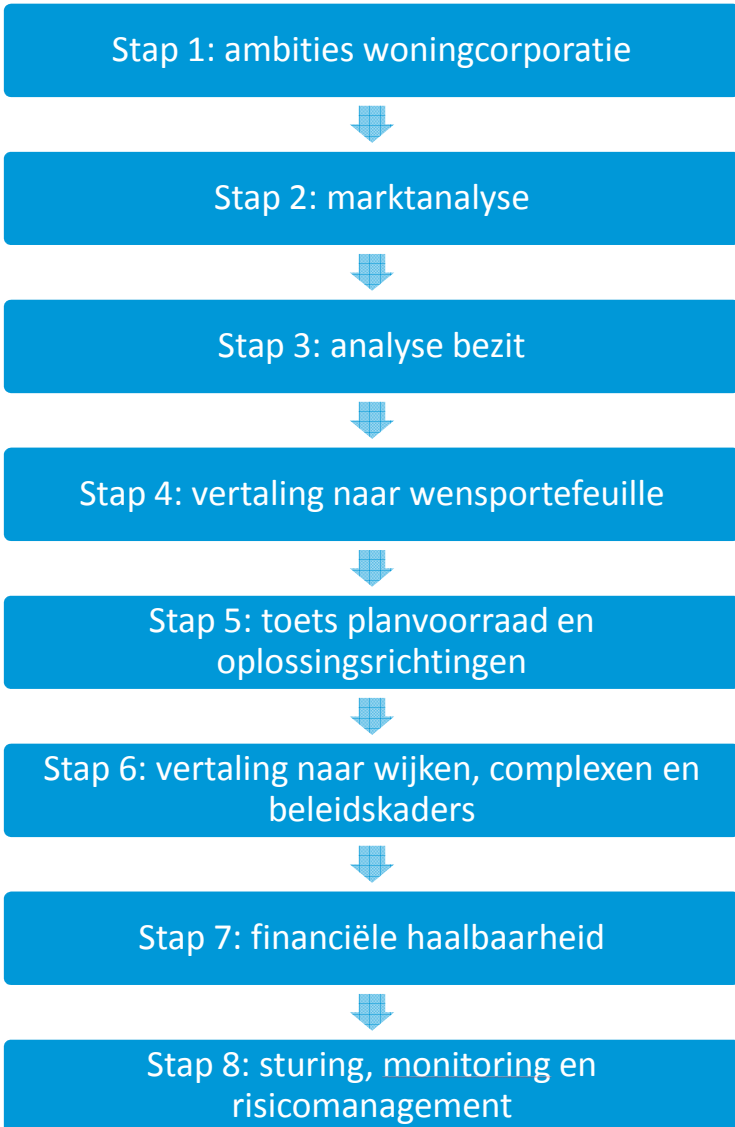 Stap 1: ambities woningcorporatie
Stap 2: marktanalyse
Stap 3: analyse bezit
Stap 4: vertaling naar wensportefeuille
Stap 5: toets planvoorraad en
oplossingsrichtingen
Stap 6: vertaling naar wijken, complexen en
beleidskaders
Stap 7: financiële haalbaarheid
Stap 8: sturing, monitoring en
risicomanagement